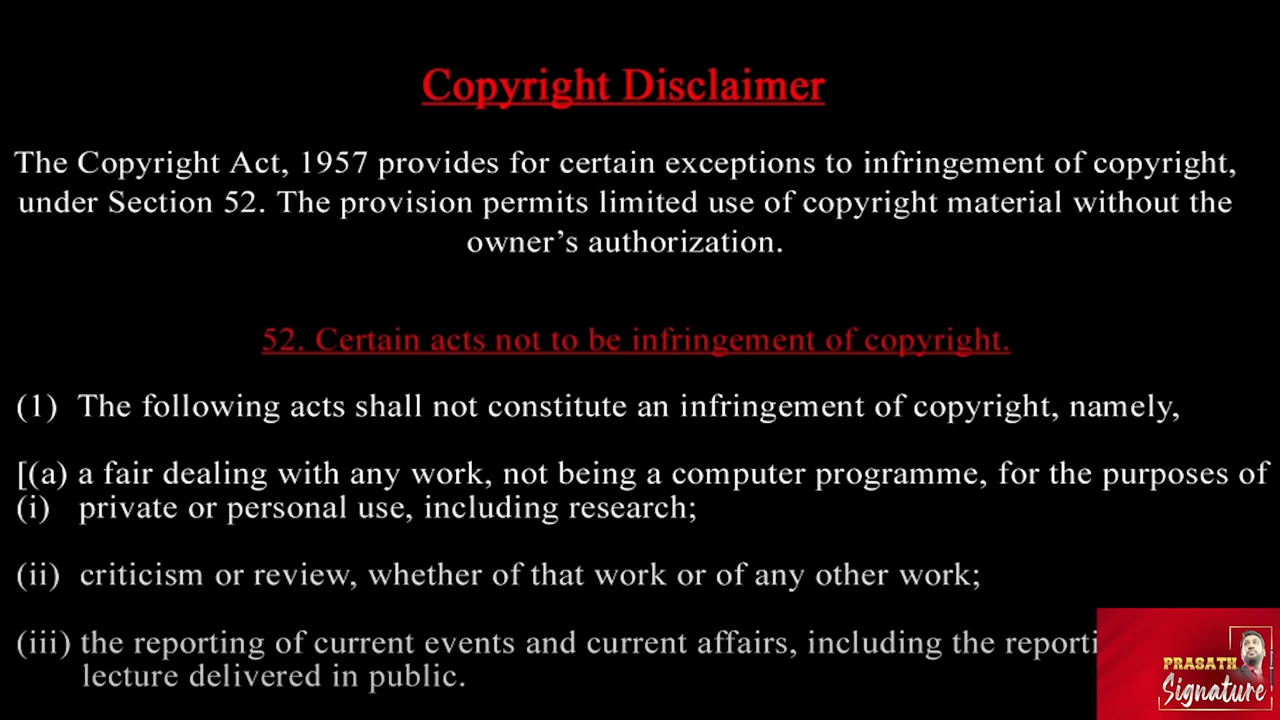 Copyright Disclaimer
The Copyright Act, 1957 provides for certain exceptions to infringement of copyright,
under Section 52. The provision permits limited use of copyright material without the
owner’s authorization.
52. Certain acts not to be infringement of copyright.
(1) The following acts shall not constitute an infringement of copyright, namely,
[(a) a fair dealing with any work, not being a computer programme, for the purposes of
(i) private or personal use, including research;
(ii) criticism or review, whether of that work or of any other work;
(iii) the reporting of current events and current affairs, including the reporti
lecture delivered in public.
PRASATH
Signature